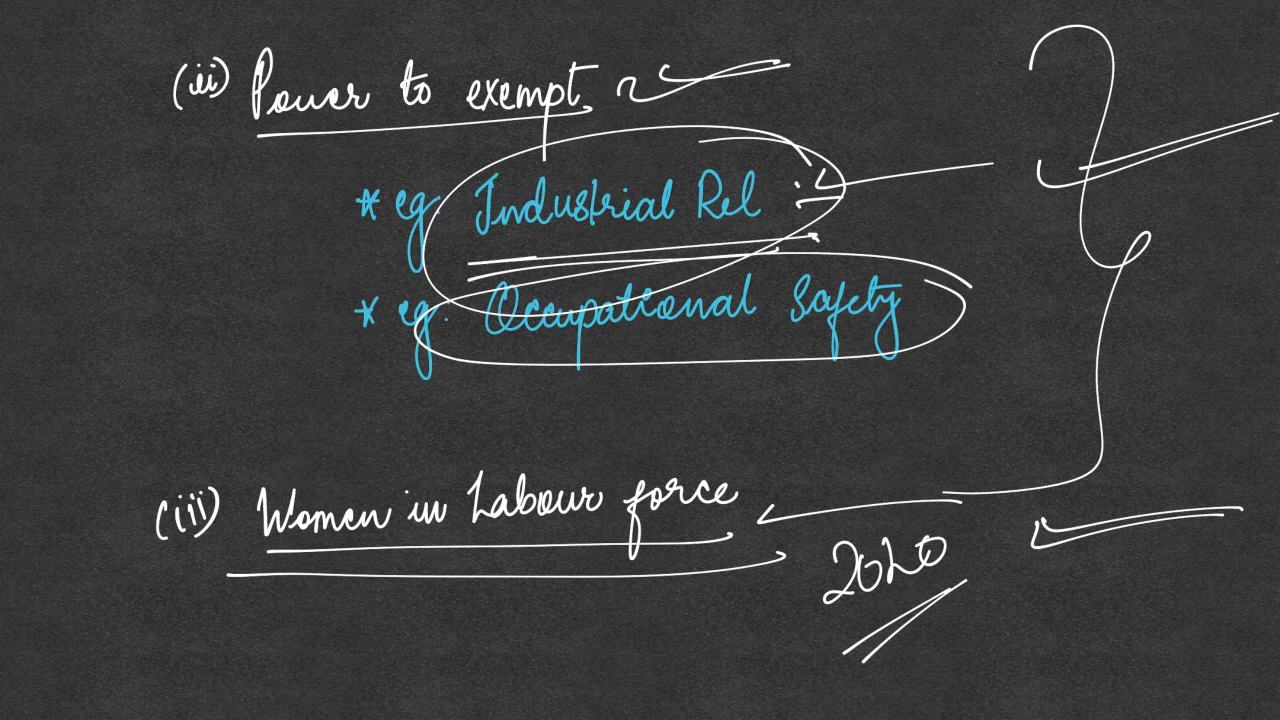 (ii) Power to exempt.
* eg. Industrial Rel :
* eg. Occupational Safety
(iii) Women in Labour force
2020